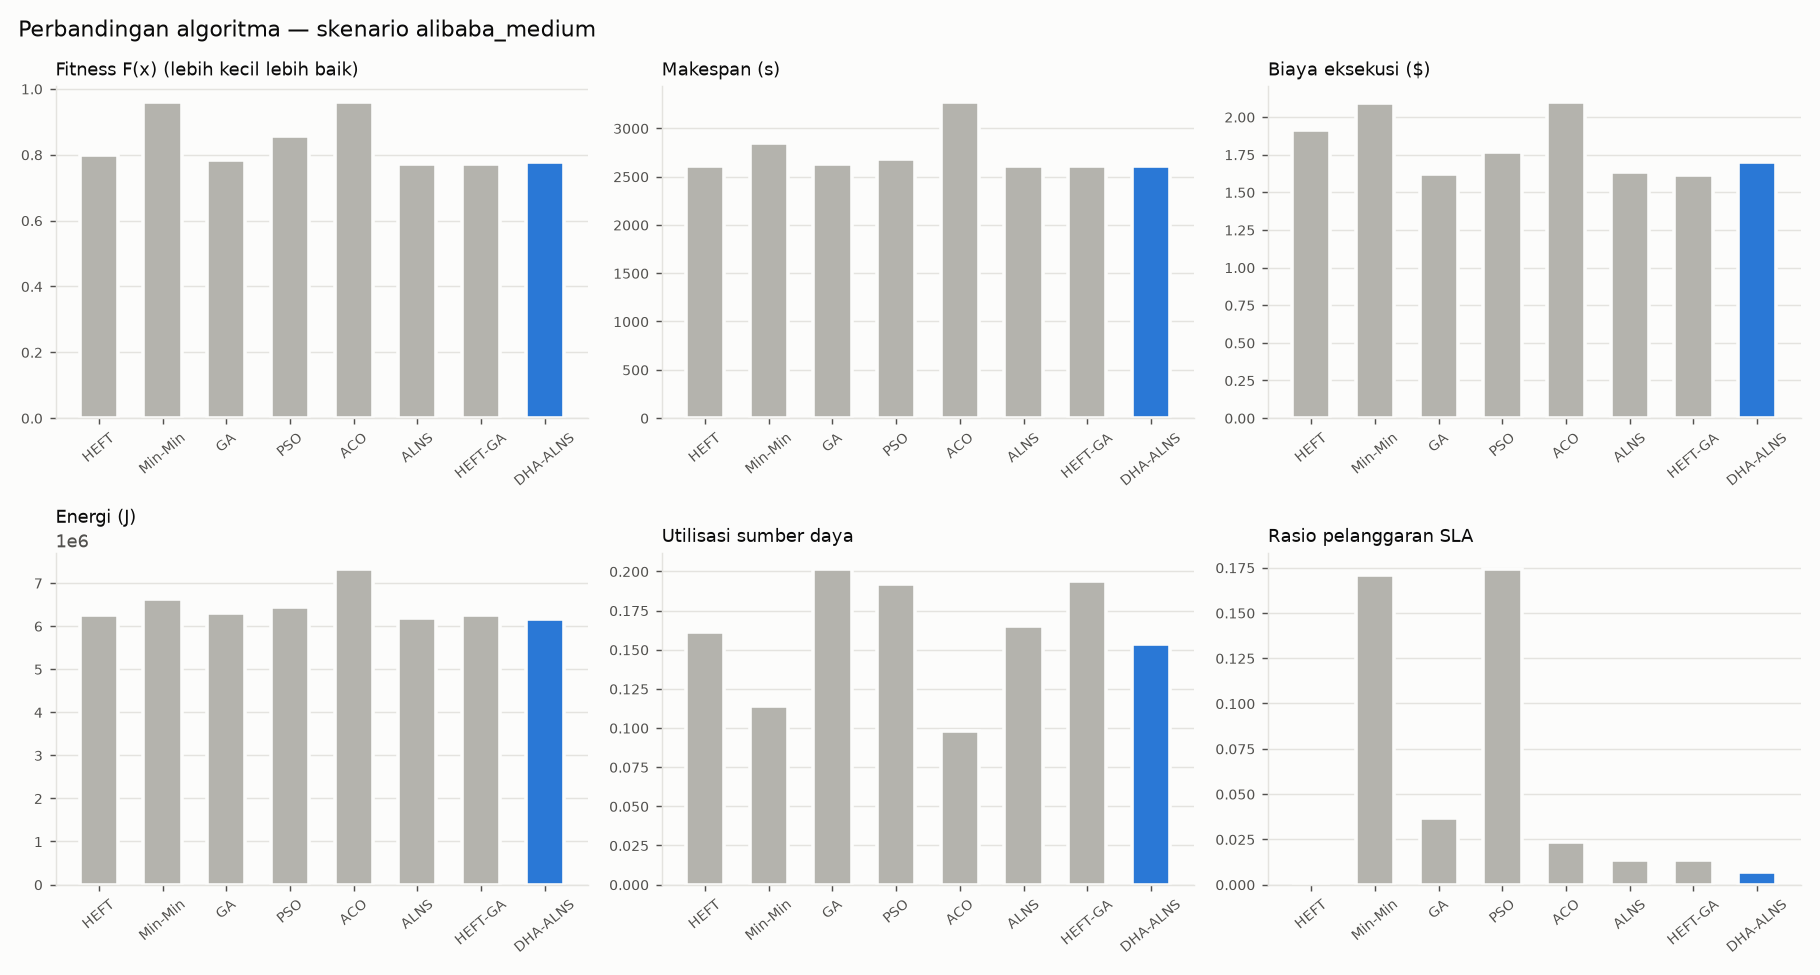 Perbandingan algoritma — skenario alibaba_medium
Fitness F(x) (lebih kecil lebih baik)
1.0
0.8
0.6
0.4
0.2
0.0
HEFT
Min-Min
GA
PSO
ACO
ALNS
HEFT-GA
DHA-ALNS
Makespan (s)
3000
2500
2000
1500
1000
500
0
HEFT
Min-Min
GA
PSO
ACO
ALNS
HEFT-GA
DHA-ALNS
Biaya eksekusi ($)
2.00
1.75
1.50
1.25
1.00
0.75
0.50
0.25
0.00
HEFT
Min-Min
GA
PSO
ACO
ALNS
HEFT-GA
DHA-ALNS
Energi (J)
1e6
7
6
5
4
3
2
1
0
HEFT
Min-Min
GA
PSO
ACO
ALNS
HEFT-GA
DHA-ALNS
Utilisasi sumber daya
0.200
0.175
0.150
0.125
0.100
0.075
0.050
0.025
0.000
HEFT
Min-Min
GA
PSO
ACO
ALNS
HEFT-GA
DHA-ALNS
Rasio pelanggaran SLA
0.175
0.150
0.125
0.100
0.075
0.050
0.025
0.000
HEFT
Min-Min
GA
PSO
ACO
ALNS
HEFT-GA
DHA-ALNS